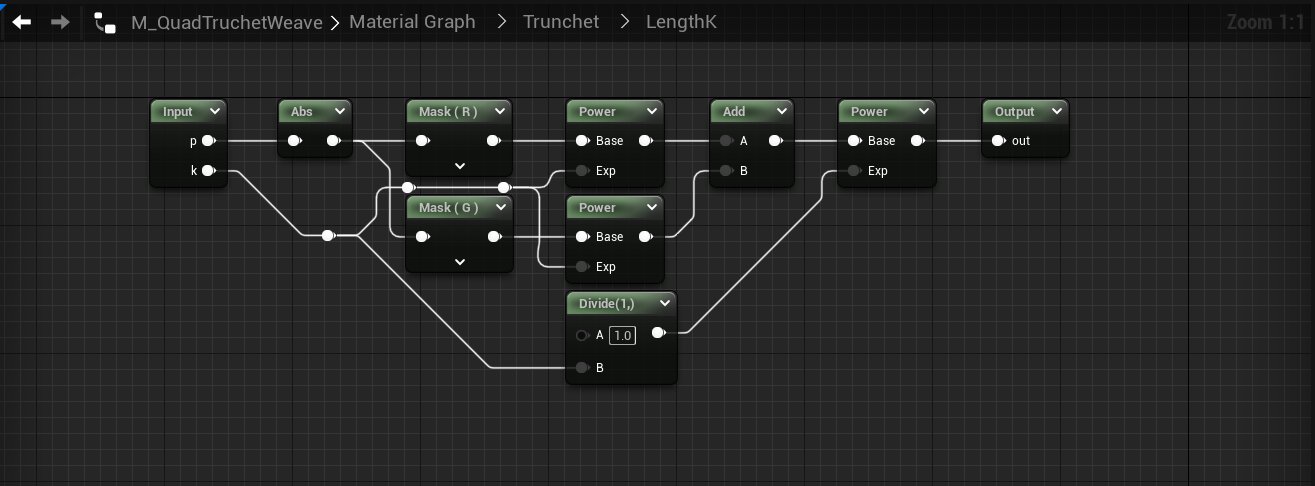 M_QuadTruchetWeave > Material Graph > Trunchet > LengthK
Zoom 1:1
Input
Abs
Mask ( R )
Power
Add
Power
Output
p
Base
A
Base
out
k
Exp
B
Exp
Mask ( G )
Power
Base
Exp
Divide(1,)
A 1.0
B